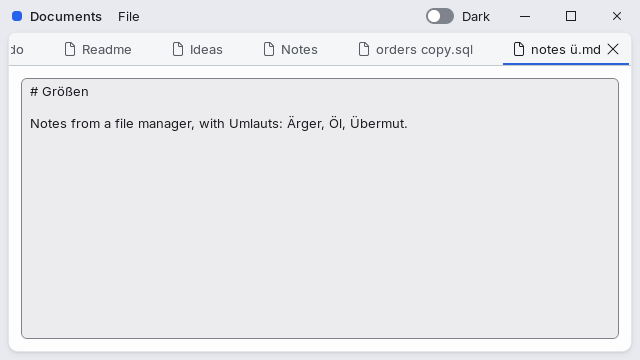 Documents File Dark
do Readme Ideas Notes orders copy.sql notes ü.md
# Größen
Notes from a file manager, with Umlauts: Ärger, Öl, Übermut.